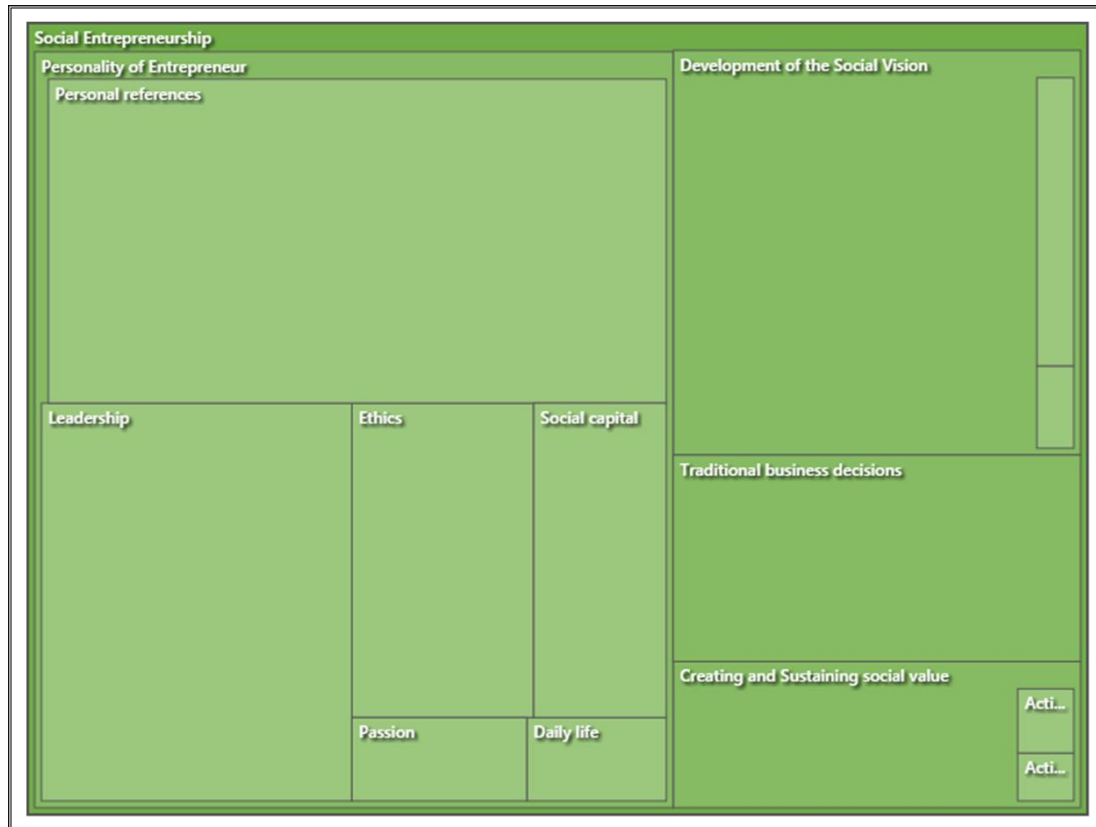 Social Entrepreneurship
Personality of Entrepreneur
Personal references
Leadership
Ethics
Social capital
Passion
Daily life
Development of the Social Vision
Traditional business decisions
Creating and Sustaining social value
Acti...
Acti...